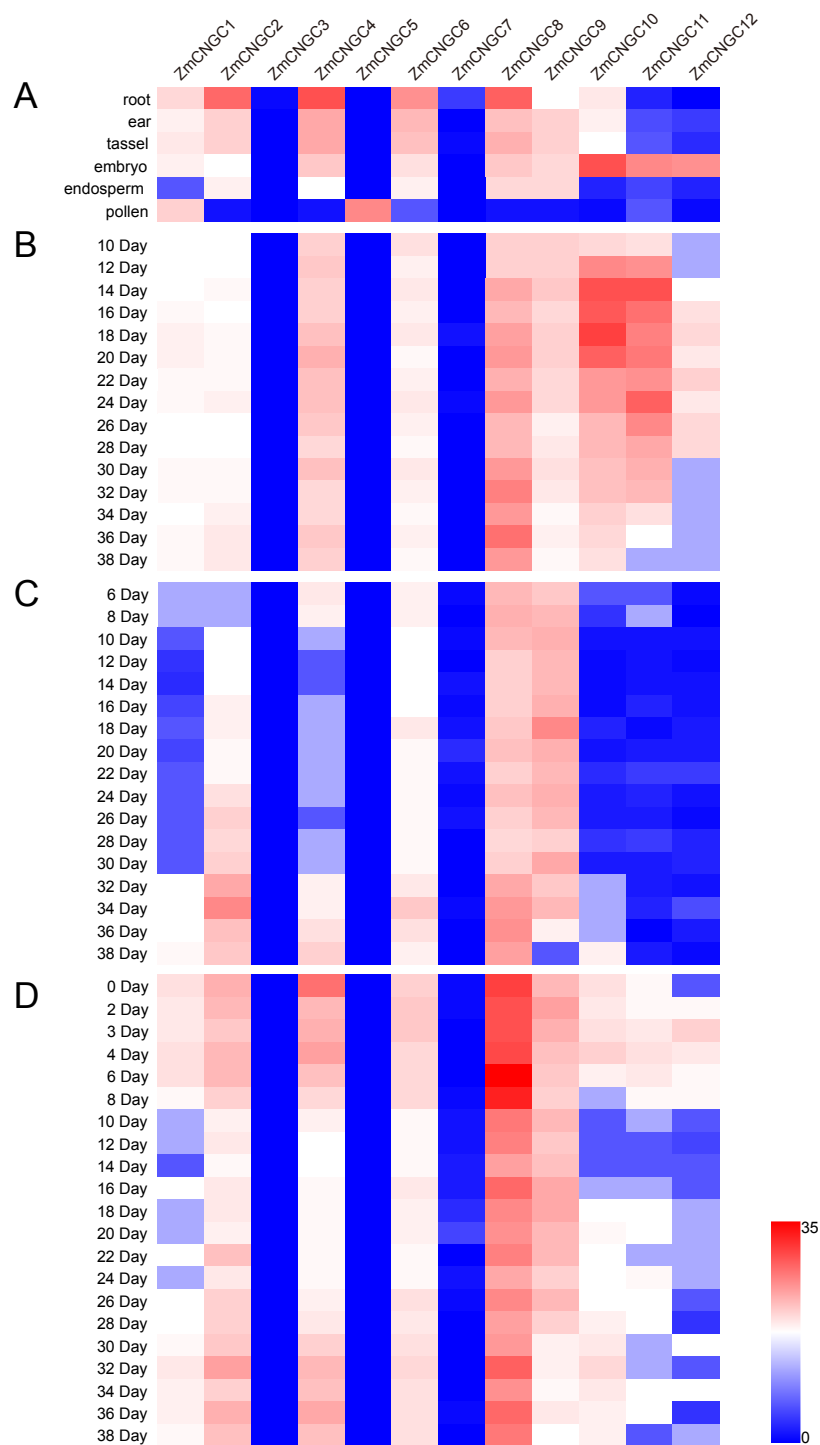 ZmCNGC1 ZmCNGC2 ZmCNGC3 ZmCNGC4 ZmCNGC5 ZmCNGC6 ZmCNGC7 ZmCNGC8 ZmCNGC9 ZmCNGC10 ZmCNGC11 ZmCNGC12
A
root
ear
tassel
embryo
endosperm
pollen
B
10 Day
12 Day
14 Day
16 Day
18 Day
20 Day
22 Day
24 Day
26 Day
28 Day
30 Day
32 Day
34 Day
36 Day
38 Day
C
6 Day
8 Day
10 Day
12 Day
14 Day
16 Day
18 Day
20 Day
22 Day
24 Day
26 Day
28 Day
30 Day
32 Day
34 Day
36 Day
38 Day
D
0 Day
2 Day
3 Day
4 Day
6 Day
8 Day
10 Day
12 Day
14 Day
16 Day
18 Day
20 Day
22 Day
24 Day
26 Day
28 Day
30 Day
32 Day
34 Day
36 Day
38 Day
35
0